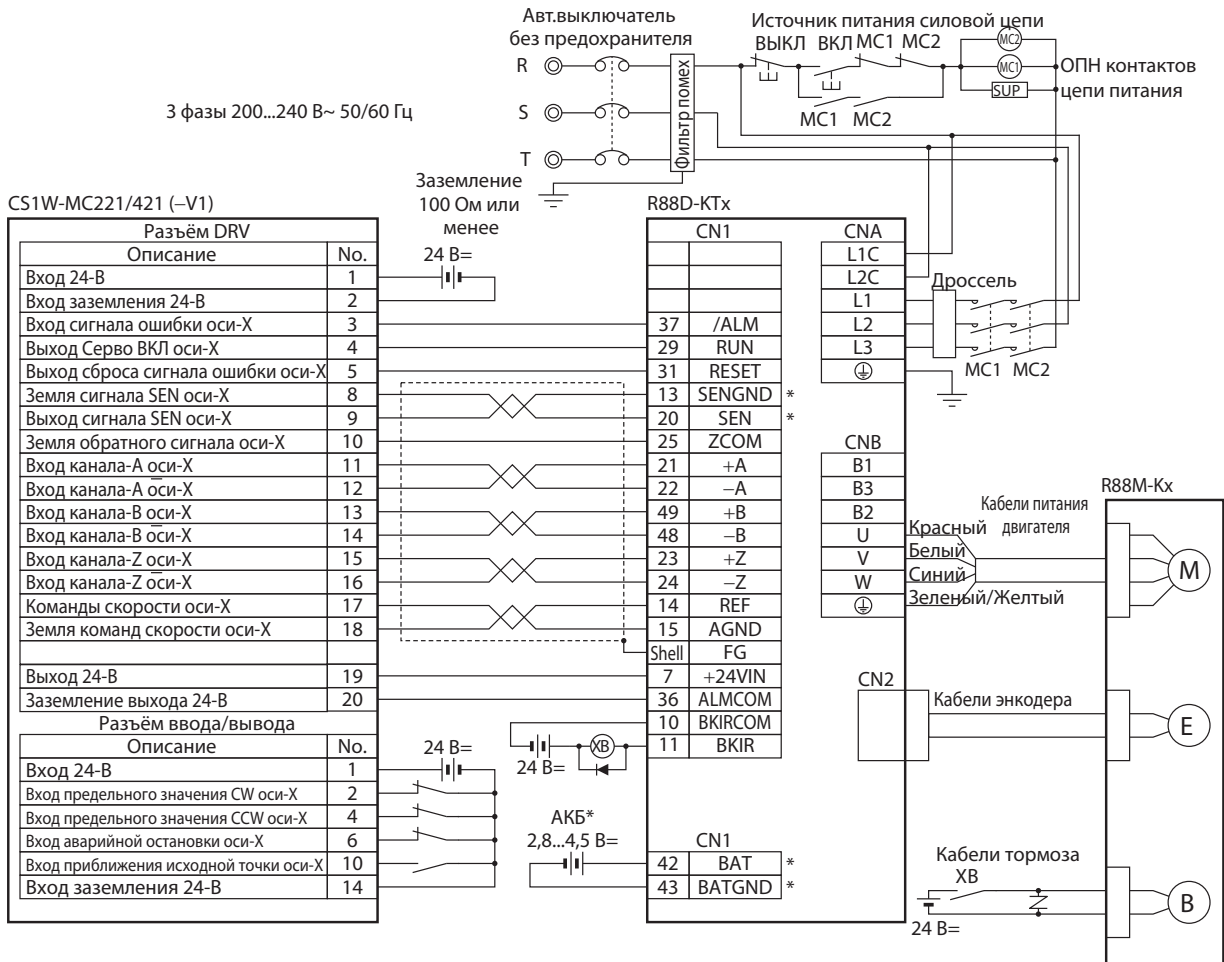 Авт.выключатель
без предохранителя
Источник питания силовой цепи
ВЫКЛ ВКЛ MC1 MC2
MC2
MC1
SUP
ОПН контактов
цепи питания
MC1 MC2
R
S
T
3 фазы 200...240 В~ 50/60 Гц
Фильтр помех
Заземление
100 Ом или
менее
CS1W-MC221/421 (–V1)
Разъём DRV
Описание No.
Вход 24-В 1
Вход заземления 24-В 2
Вход сигнала ошибки оси-X 3
Выход Серво ВКЛ оси-X 4
Выход сброса сигнала ошибки оси-X 5
Земля сигнала SEN оси-X 8
Выход сигнала SEN оси-X 9
Земля обратного сигнала оси-X 10
Вход канала-A оси-X 11
Вход канала-A оси-X 12
Вход канала-B оси-X 13
Вход канала-B оси-X 14
Вход канала-Z оси-X 15
Вход канала-Z оси-X 16
Команды скорости оси-X 17
Земля команд скорости оси-X 18
Выход 24-В 19
Заземление выхода 24-В 20
Разъём ввода/вывода
Описание No.
Вход 24-В 1
Вход предельного значения CW оси-X 2
Вход предельного значения CCW оси-X 4
Вход аварийной остановки оси-X 6
Вход приближения исходной точки оси-X 10
Вход заземления 24-В 14
24 В=
24 В=
24 В=
XB
АКБ*
2,8...4,5 В=
R88D-KTx
CN1
37 /ALM
29 RUN
31 RESET
13 SENGND *
20 SEN *
25 ZCOM
21 +A
22 –A
49 +B
48 –B
23 +Z
24 –Z
14 REF
15 AGND
Shell FG
7 +24VIN
36 ALMCOM
10 BKIRCOM
11 BKIR
CN1
42 BAT *
43 BATGND *
CNA
L1C
L2C
L1
L2
L3
Дроссель
MC1 MC2
CNB
B1
B3
B2
U
V
W
Красный
Белый
Синий
Зеленый/Желтый
Кабели питания
двигателя
CN2
Кабели энкодера
R88M-Kx
M
E
B
Кабели тормоза
XB
24 В=